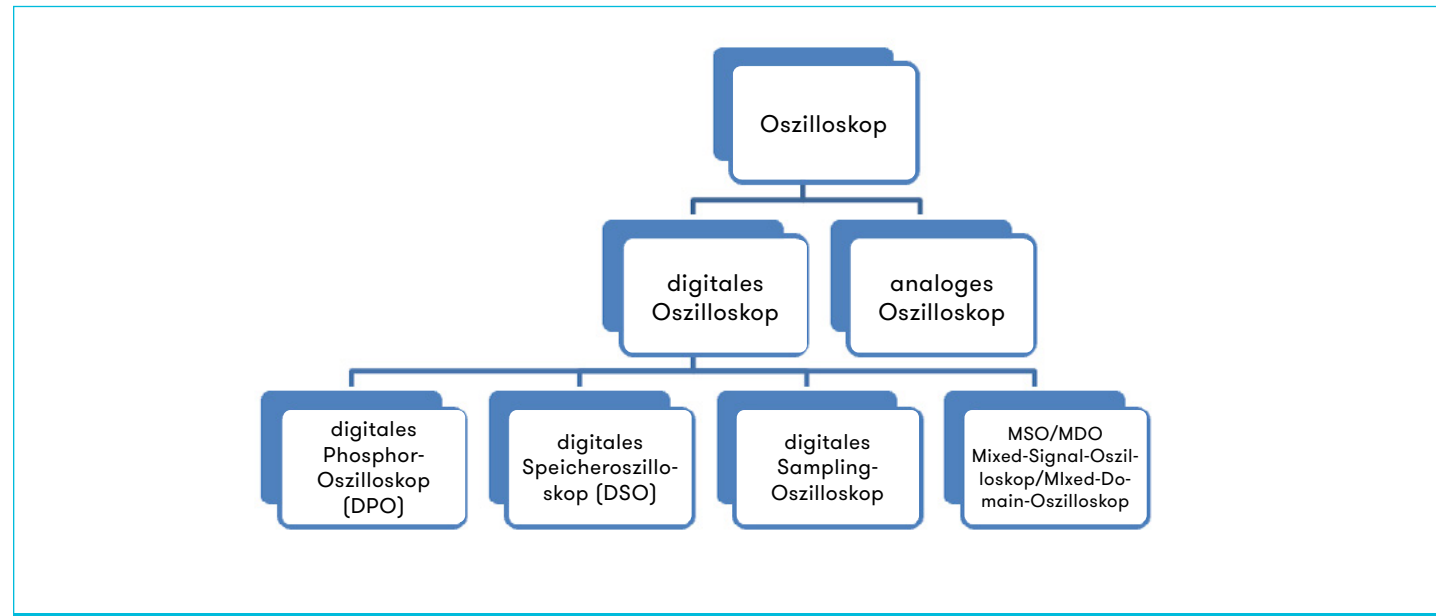 Oszilloskop
digitales
Oszilloskop
analoges
Oszilloskop
digitales
Phosphor-
Oszilloskop
(DPO)
digitales
Speicheroszillo-
skop (DSO)
digitales
Sampling-
Oszilloskop
MSO/MDO
Mixed-Signal-Oszil-
loskop/MIxed-Do-
main-Oszilloskop